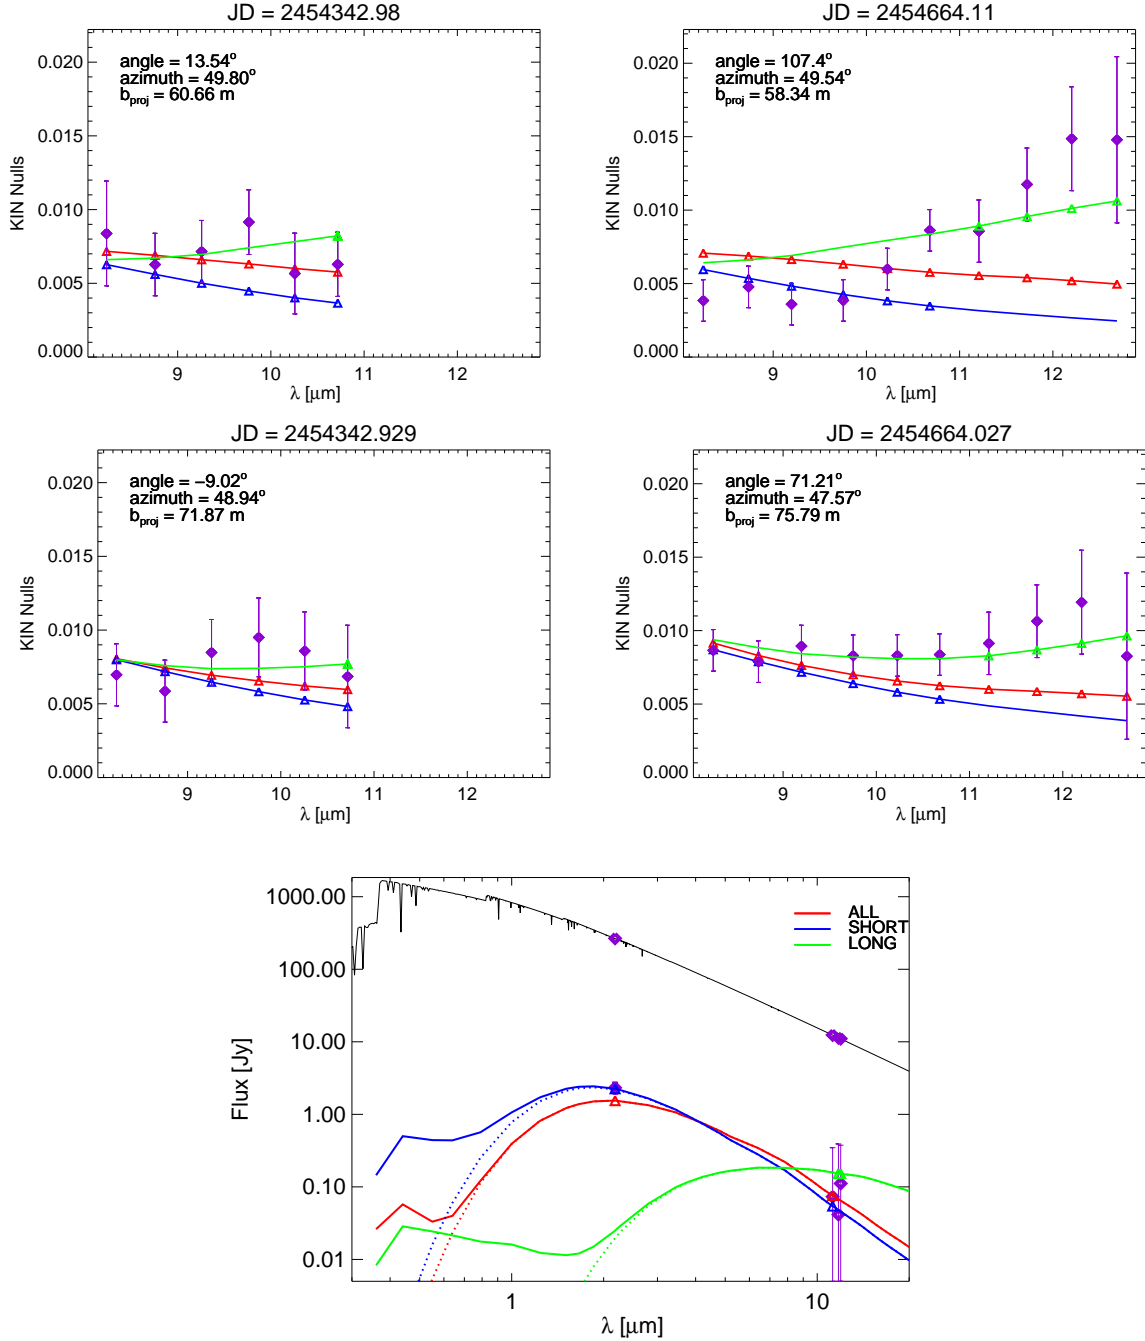 JD = 2454342.98
angle = 13.54°
azimuth = 49.80°
b_proj = 60.66 m
KIN Nulls
0.020
0.015
0.010
0.005
0.000
9 10 11 12
λ [μm]
JD = 2454664.11
angle = 107.4°
azimuth = 49.54°
b_proj = 58.34 m
KIN Nulls
0.020
0.015
0.010
0.005
0.000
9 10 11 12
λ [μm]
JD = 2454342.929
angle = −9.02°
azimuth = 48.94°
b_proj = 71.87 m
KIN Nulls
0.020
0.015
0.010
0.005
0.000
9 10 11 12
λ [μm]
JD = 2454664.027
angle = 71.21°
azimuth = 47.57°
b_proj = 75.79 m
KIN Nulls
0.020
0.015
0.010
0.005
0.000
9 10 11 12
λ [μm]
1000.00
100.00
10.00
1.00
0.10
0.01
Flux [Jy]
ALL
SHORT
LONG
1 10
λ [μm]